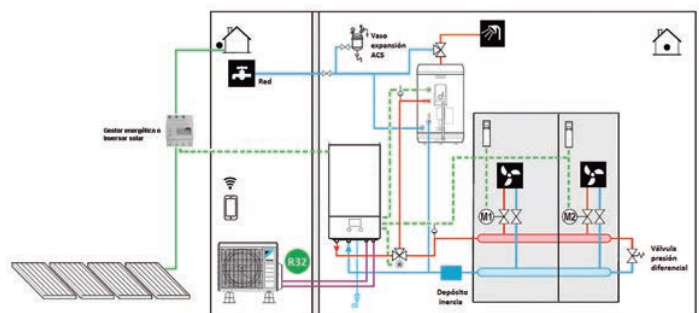 Vaso
expansión
ACS
Red
Gestor energético o
inversor solar
R32
M1
M2
Válvula
presión
diferencial
Depósito
inercia